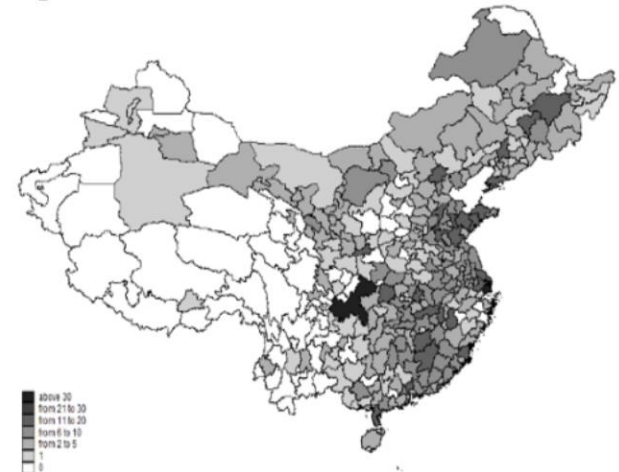 above 30
from 21 to 30
from 11 to 20
from 6 to 10
from 2 to 5
1
0